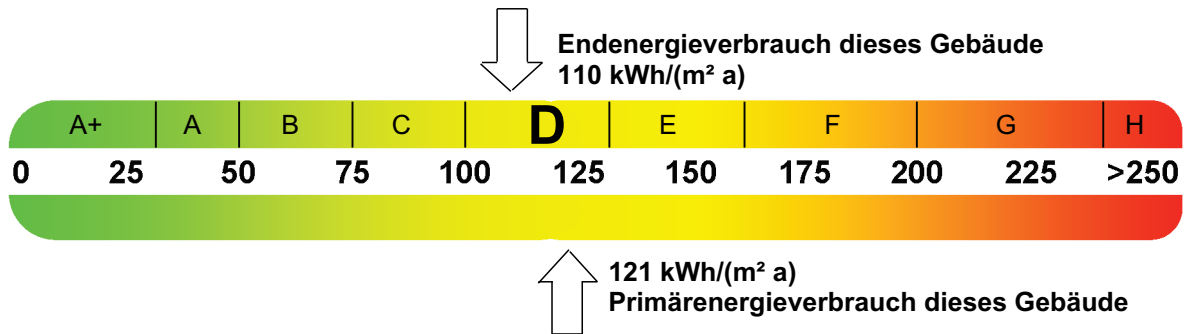 Endenergieverbrauch dieses Gebäude
110 kWh/(m² a)
A+ A B C D E F G H
0 25 50 75 100 125 150 175 200 225 >250
121 kWh/(m² a)
Primärenergieverbrauch dieses Gebäude